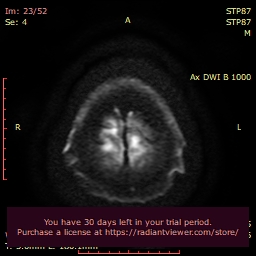 Im: 23/52
Se: 4
STP87
STP87
M
A
Ax DWI B 1000
R
L
You have 30 days left in your trial period.
Purchase a license at https://radiantviewer.com/store/